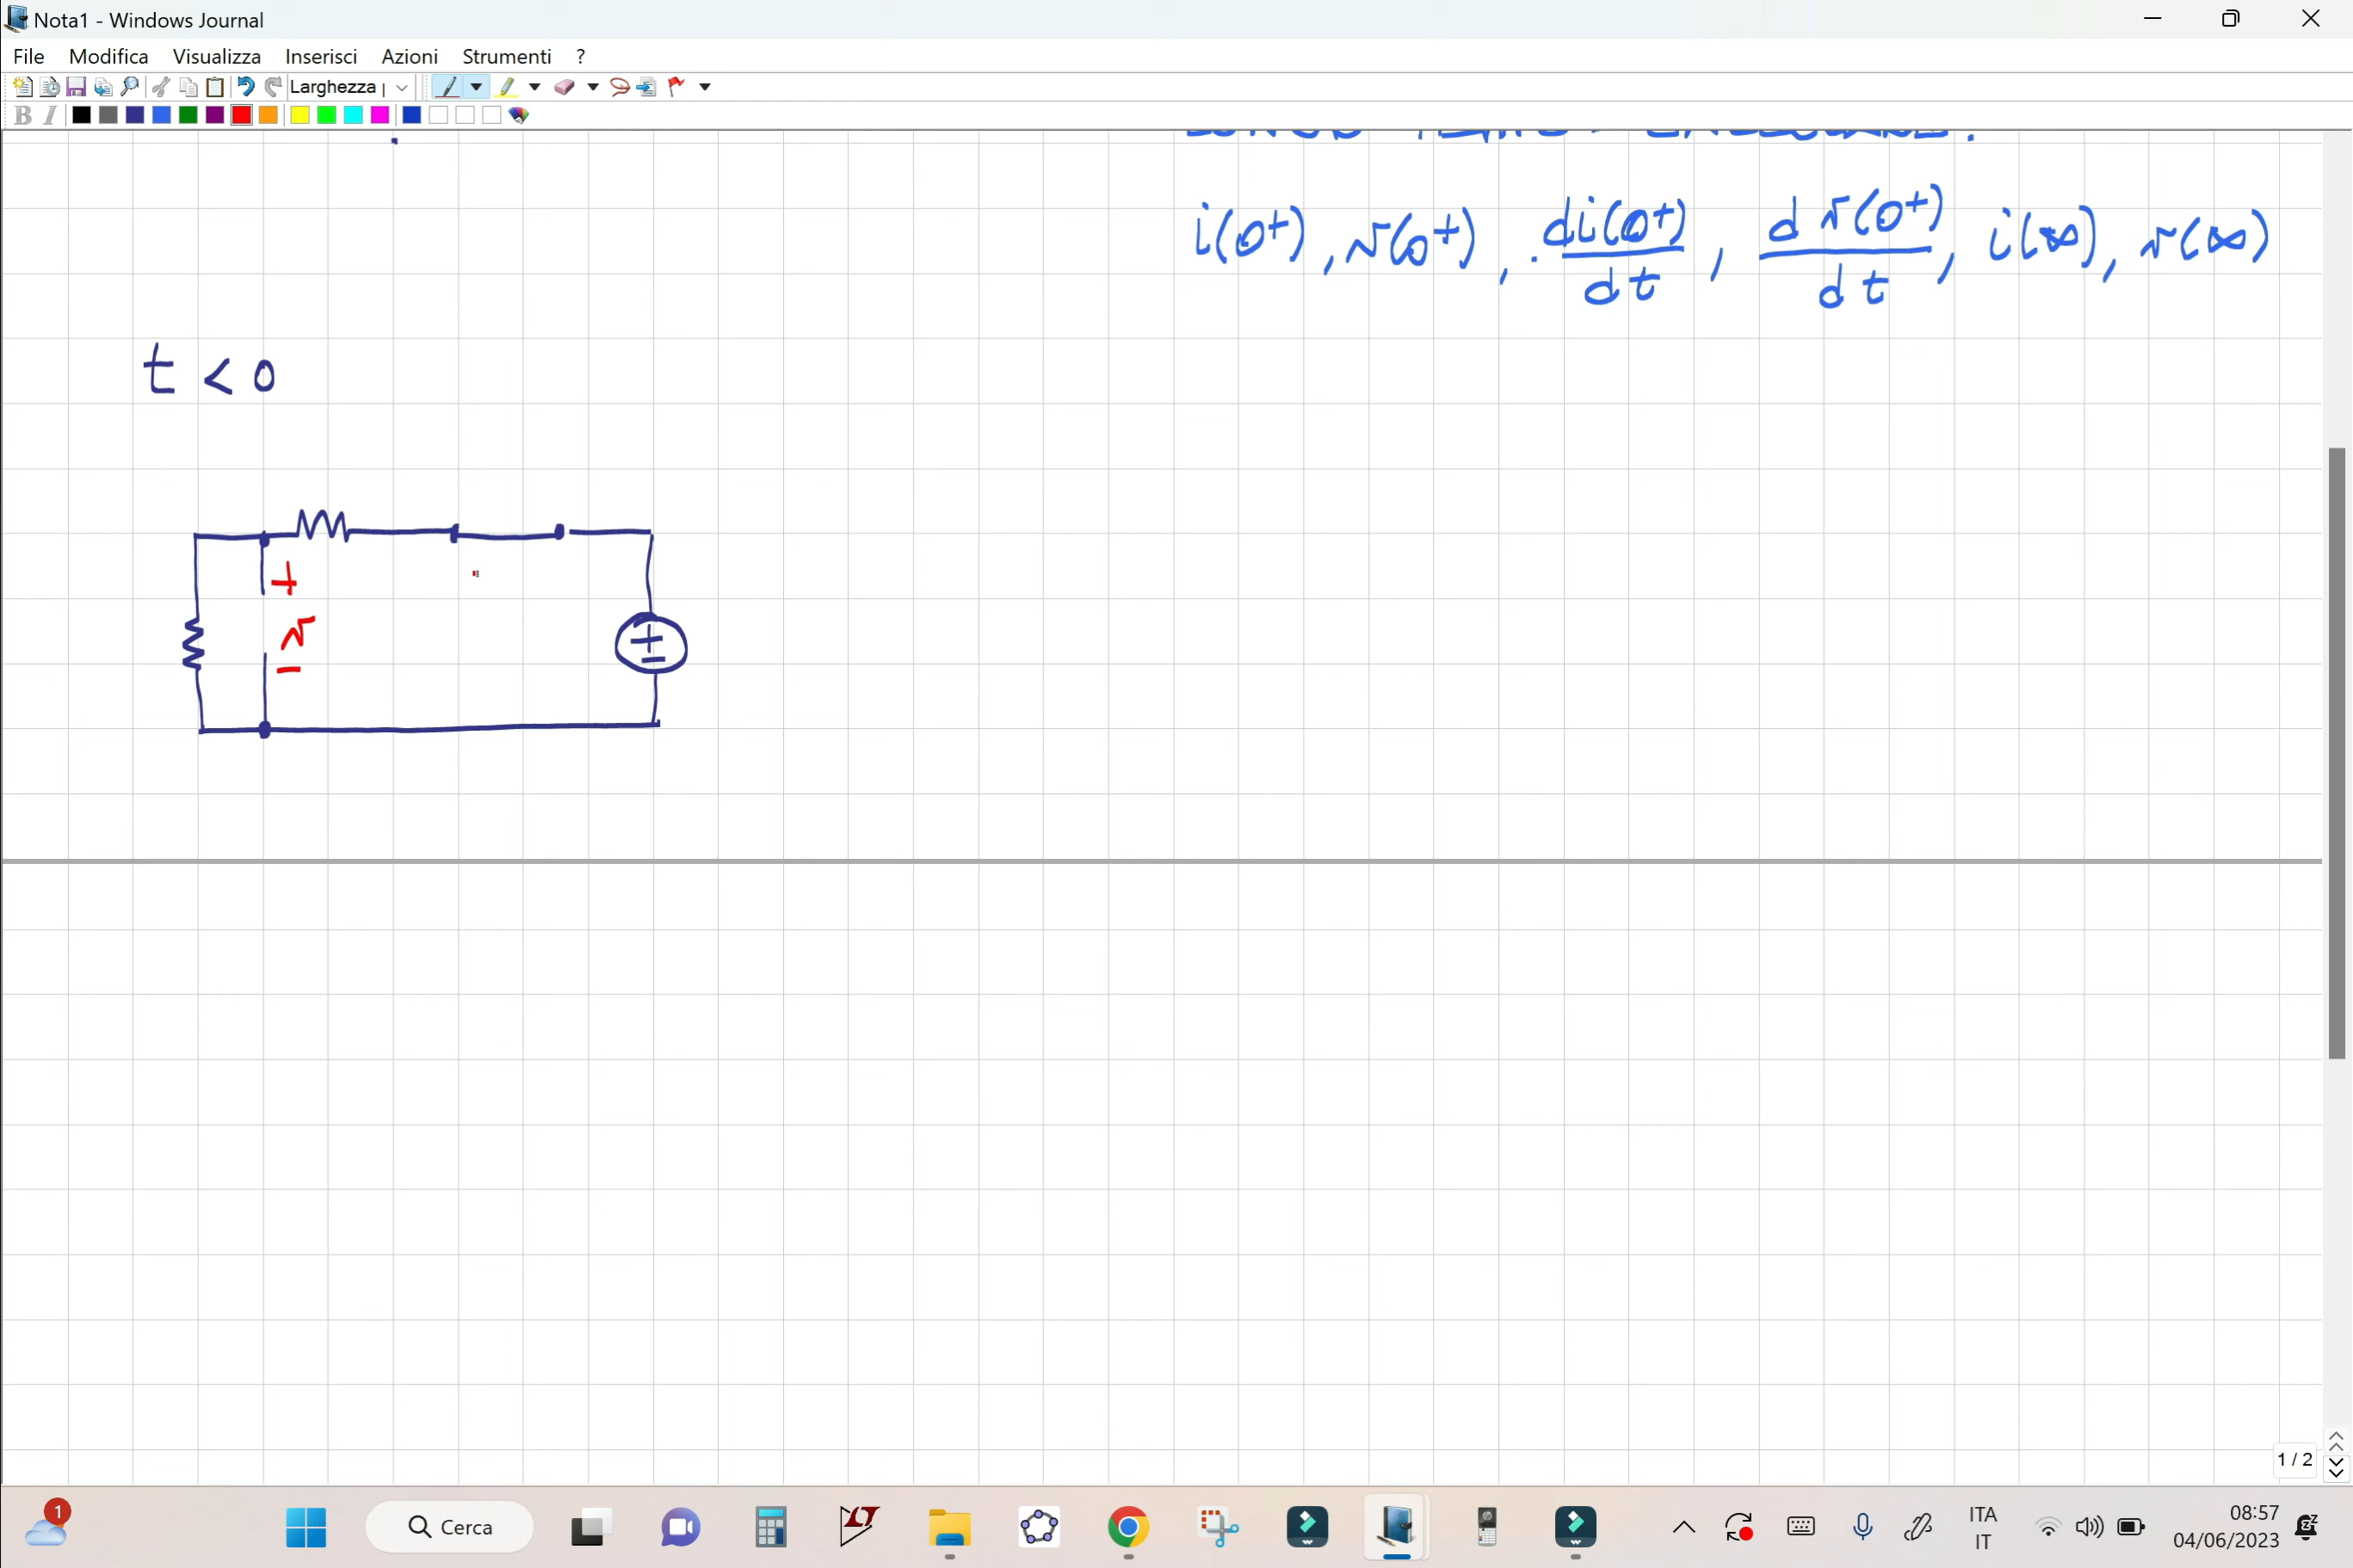 Nota1 - Windows Journal
File Modifica Visualizza Inserisci Azioni Strumenti ?
Larghezza
B I
i(0+), v(0+), di(0+)/dt, dv(0+)/dt, i(∞), v(∞)
t < 0
+
v
-
+
-
1 / 2
1
Cerca
ITA
IT
08:57
04/06/2023